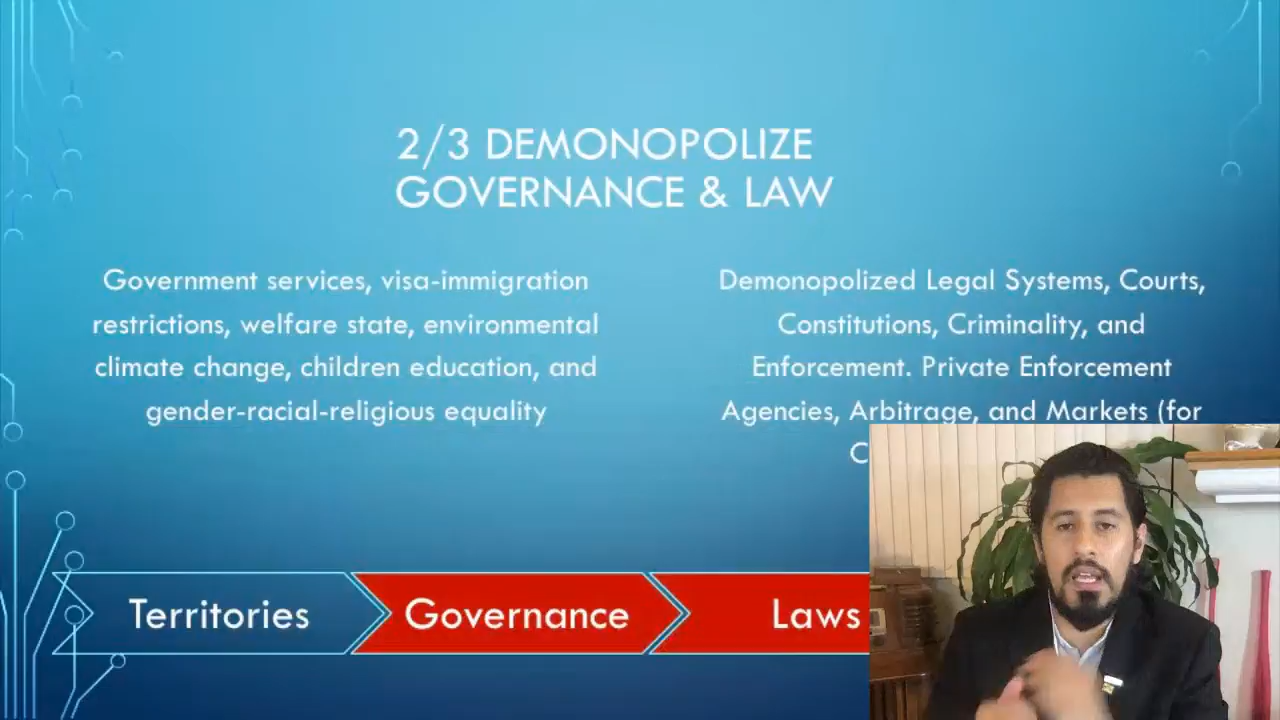 2/3 DEMONOPOLIZE
GOVERNANCE & LAW
Government services, visa-immigration
restrictions, welfare state, environmental
climate change, children education, and
gender-racial-religious equality
Demonopolized Legal Systems, Courts,
Constitutions, Criminality, and
Enforcement. Private Enforcement
Agencies, Arbitrage, and Markets (for
Territories
Governance
Laws